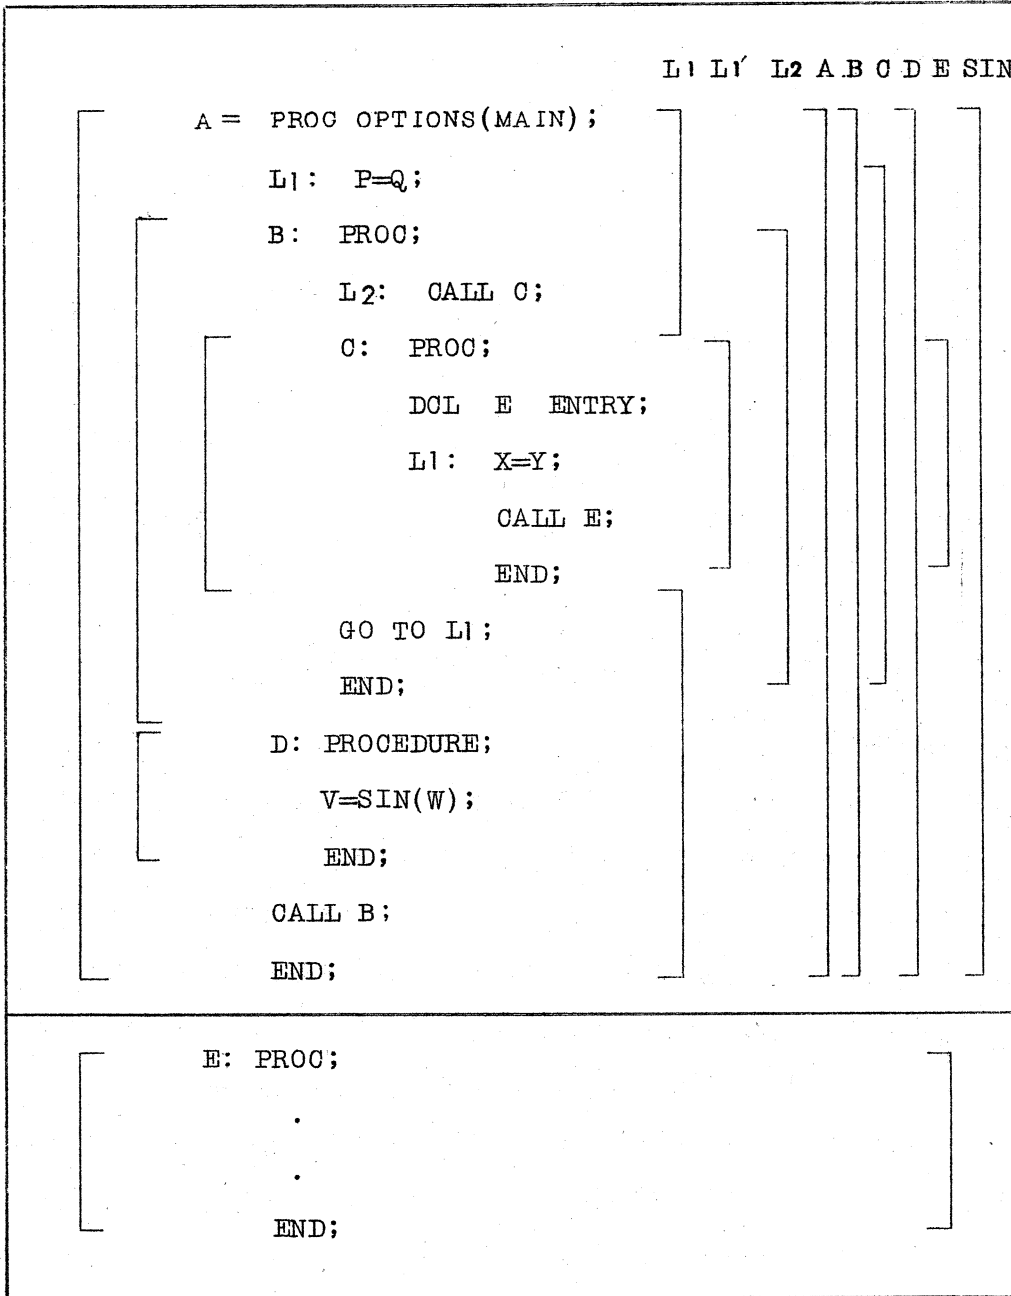 L1 L1′ L2 A B C D E SIN
A = PROC OPTIONS(MAIN);
L1: P=Q;
B: PROC;
L2: CALL C;
C: PROC;
DCL E ENTRY;
L1: X=Y;
CALL E;
END;
GO TO L1;
END;
D: PROCEDURE;
V=SIN(W);
END;
CALL B;
END;
E: PROC;
.
.
END;